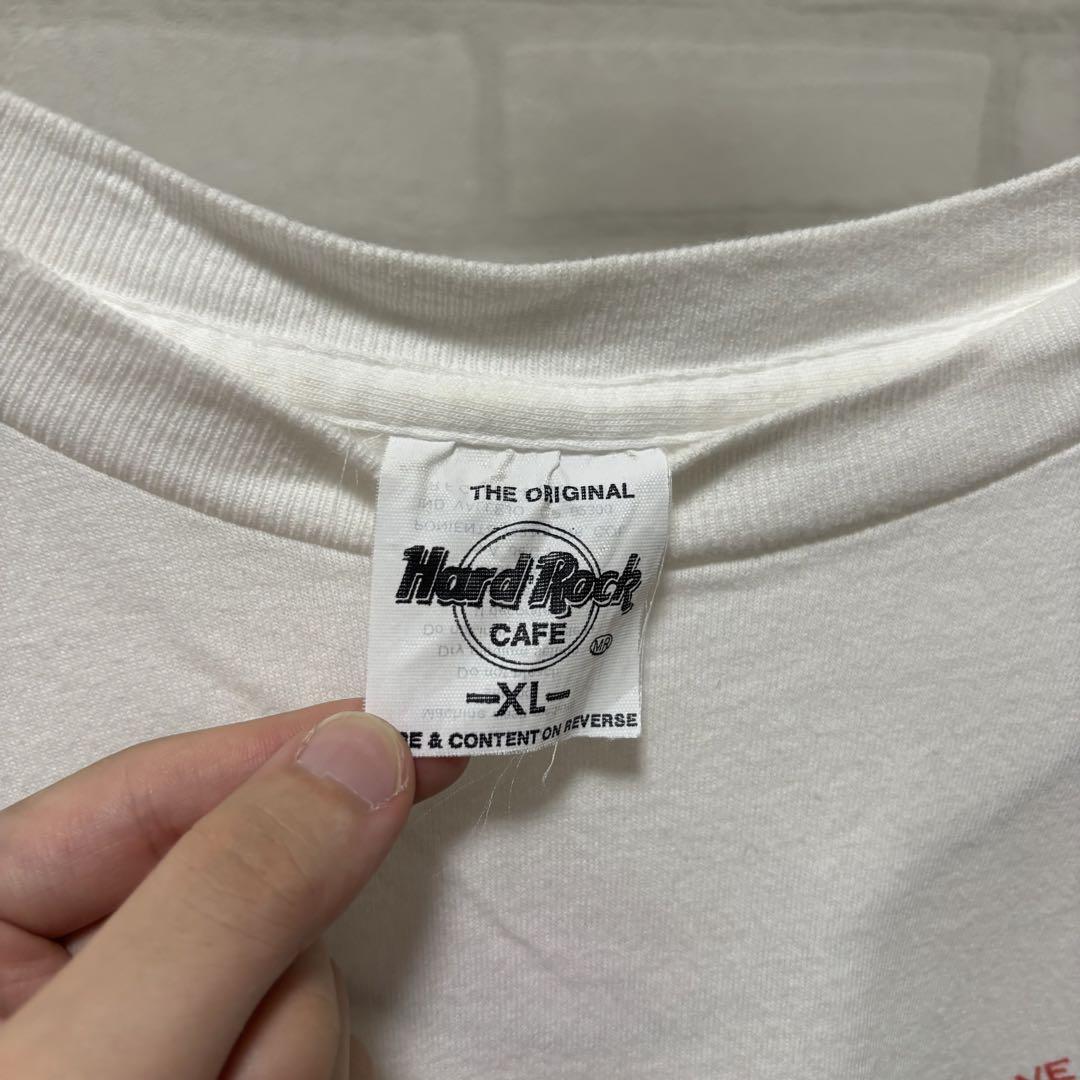 THE ORIGINAL
Hard Rock
CAFE
MR
-XL-
& CONTENT ON REVERSE